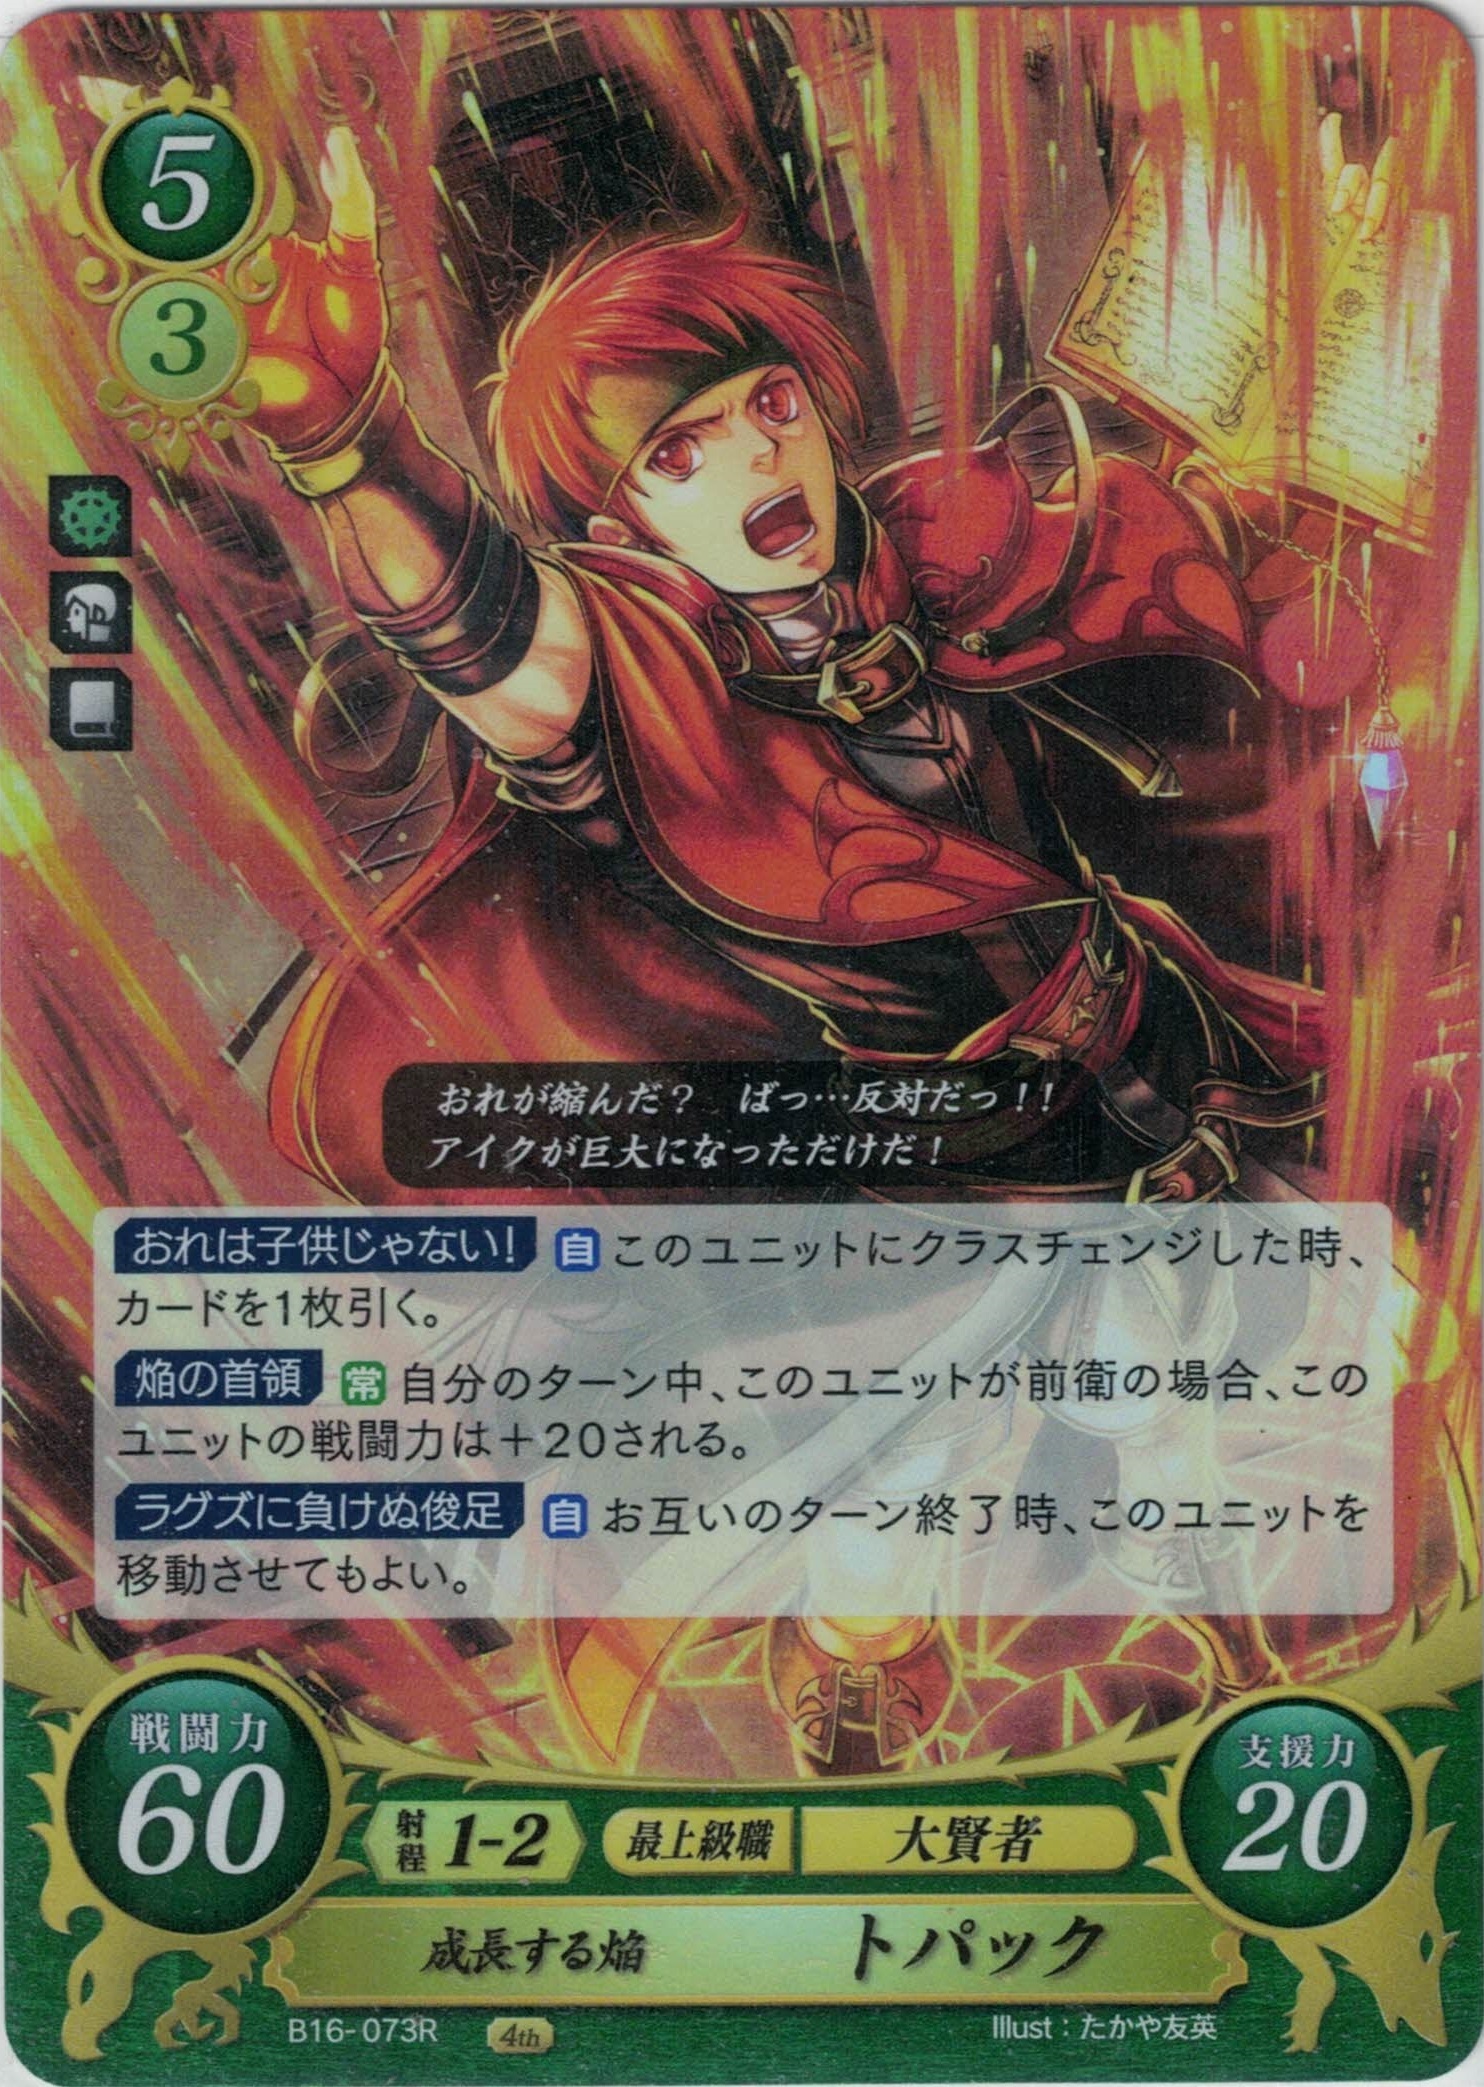 5
3
おれが縮んだ？　ばっ…反対だっ！！
アイクが巨大になっただけだ！
おれは子供じゃない！ 自 このユニットにクラスチェンジした時、
カードを1枚引く。
焔の首領 常 自分のターン中、このユニットが前衛の場合、この
ユニットの戦闘力は＋20される。
ラグズに負けぬ俊足 自 お互いのターン終了時、このユニットを
移動させてもよい。
戦闘力
60
射程 1-2
最上級職 大賢者
支援力
20
成長する焔 トパック
B16-073R 4th Illust：たかや友英